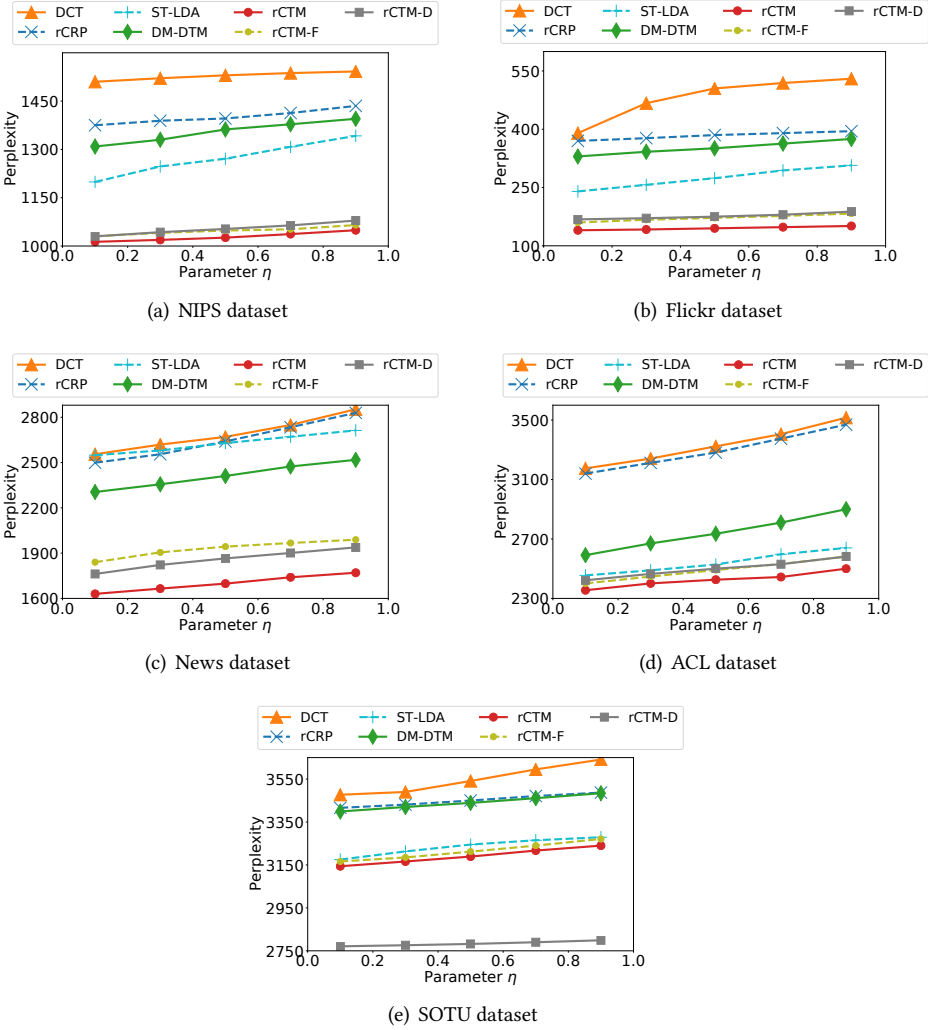 DCT ST-LDA rCTM rCTM-D
rCRP DM-DTM rCTM-F
1450
1300
1150
1000
Perplexity
0.0 0.2 0.4 0.6 0.8 1.0
Parameter η
(a) NIPS dataset
DCT ST-LDA rCTM rCTM-D
rCRP DM-DTM rCTM-F
550
400
250
100
Perplexity
0.0 0.2 0.4 0.6 0.8 1.0
Parameter η
(b) Flickr dataset
DCT ST-LDA rCTM rCTM-D
rCRP DM-DTM rCTM-F
2800
2500
2200
1900
1600
Perplexity
0.0 0.2 0.4 0.6 0.8 1.0
Parameter η
(c) News dataset
DCT ST-LDA rCTM rCTM-D
rCRP DM-DTM rCTM-F
3500
3100
2700
2300
Perplexity
0.0 0.2 0.4 0.6 0.8 1.0
Parameter η
(d) ACL dataset
DCT ST-LDA rCTM rCTM-D
rCRP DM-DTM rCTM-F
3550
3350
3150
2950
2750
Perplexity
0.0 0.2 0.4 0.6 0.8 1.0
Parameter η
(e) SOTU dataset